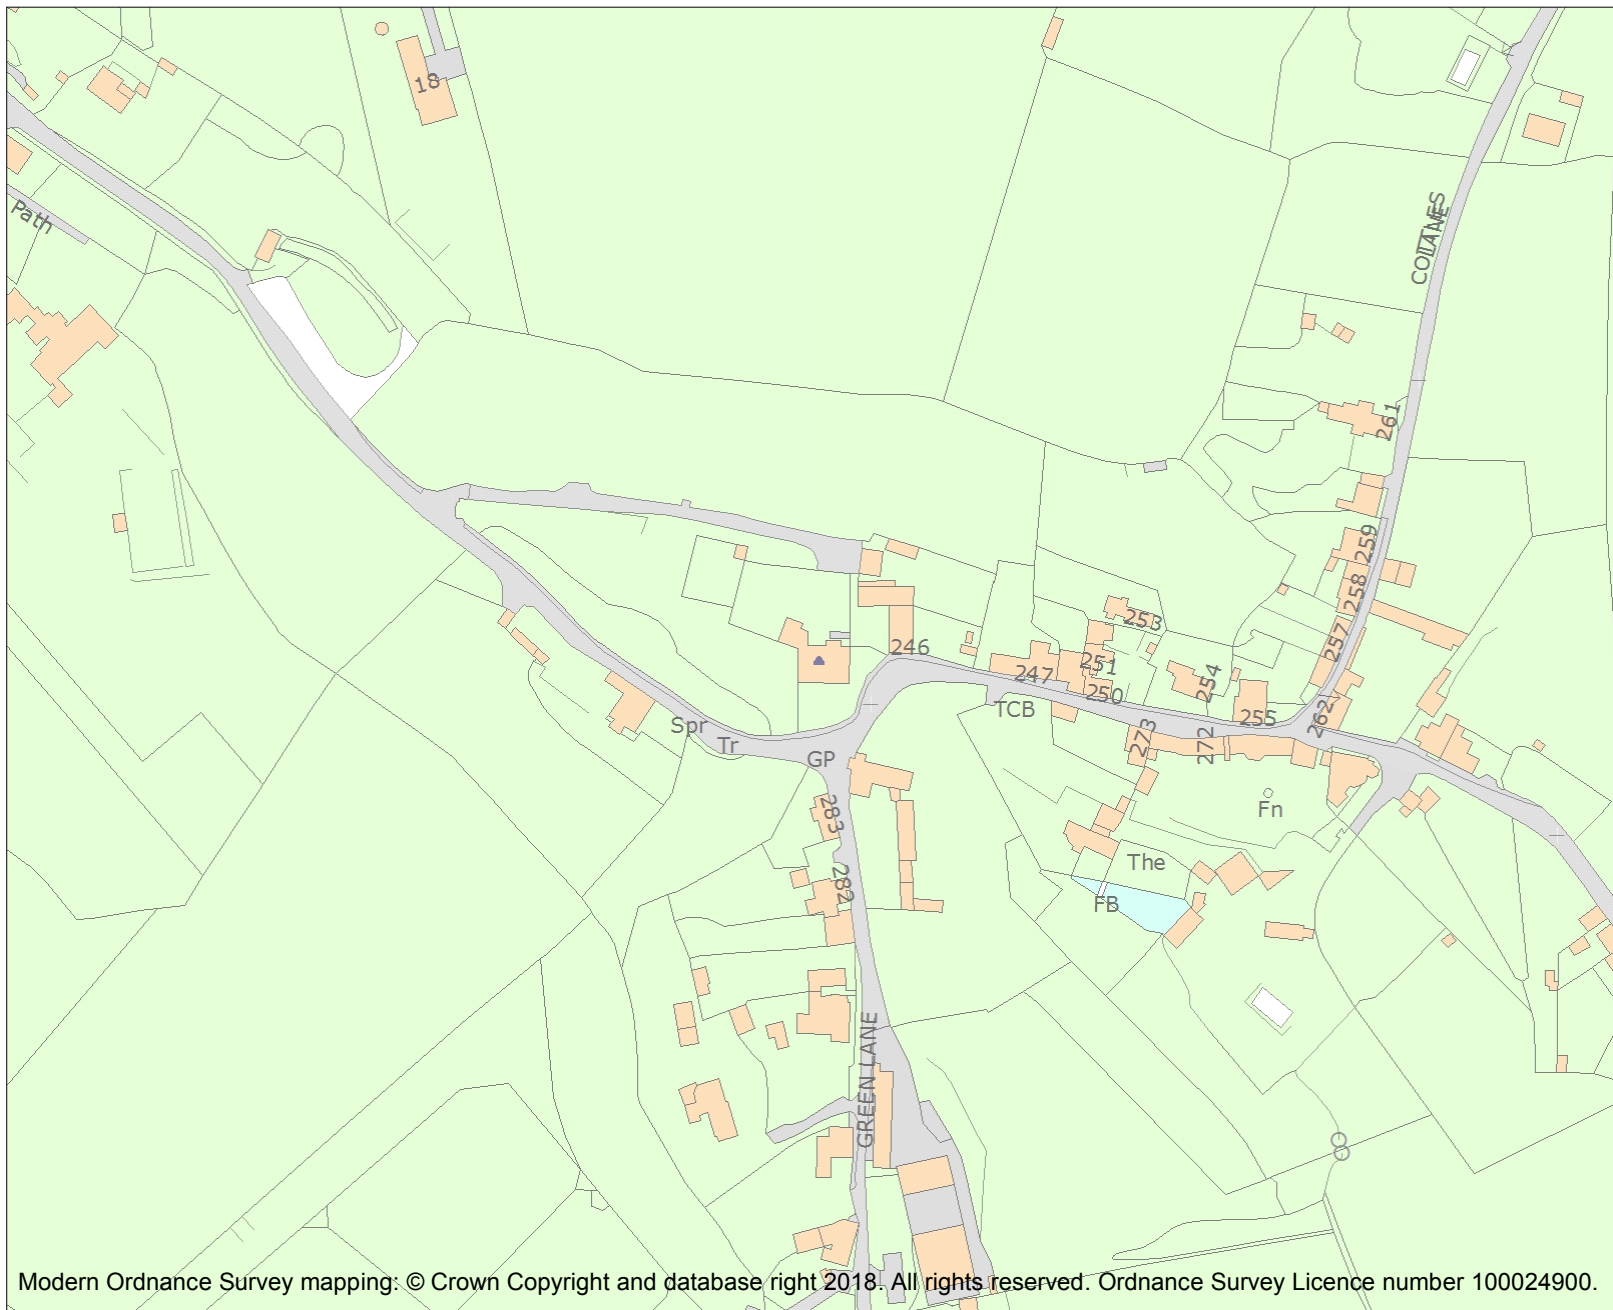 18
Path
COTTLES
LANE
261
259
258
257
253
246
251
247
254
250
TCB
255
262
273
272
Spr
Tr
GP
283
Fn
The
282
FB
GREEN LANE
Modern Ordnance Survey mapping: © Crown Copyright and database right 2018. All rights reserved. Ordnance Survey Licence number 100024900.